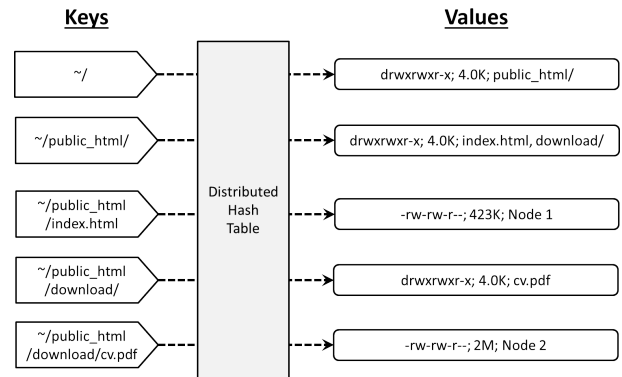 Keys
Values
~/
drwxrwxr-x; 4.0K; public_html/
~/public_html/
drwxrwxr-x; 4.0K; index.html, download/
Distributed
Hash
Table
~/public_html
/index.html
-rw-rw-r--; 423K; Node 1
~/public_html
/download/
drwxrwxr-x; 4.0K; cv.pdf
~/public_html
/download/cv.pdf
-rw-rw-r--; 2M; Node 2